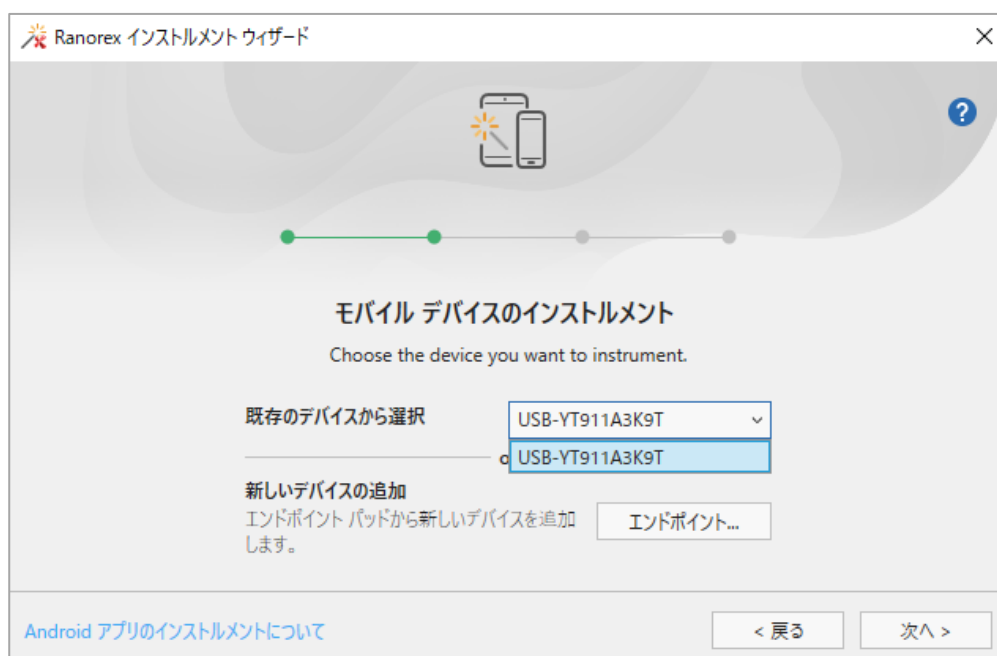 Ranorex インストルメント ウィザード
?
モバイル デバイスのインストルメント
Choose the device you want to instrument.
既存のデバイスから選択
USB-YT911A3K9T
USB-YT911A3K9T
新しいデバイスの追加
エンドポイント パッドから新しいデバイスを追加
します。
エンドポイント...
Android アプリのインストルメントについて
< 戻る
次へ >